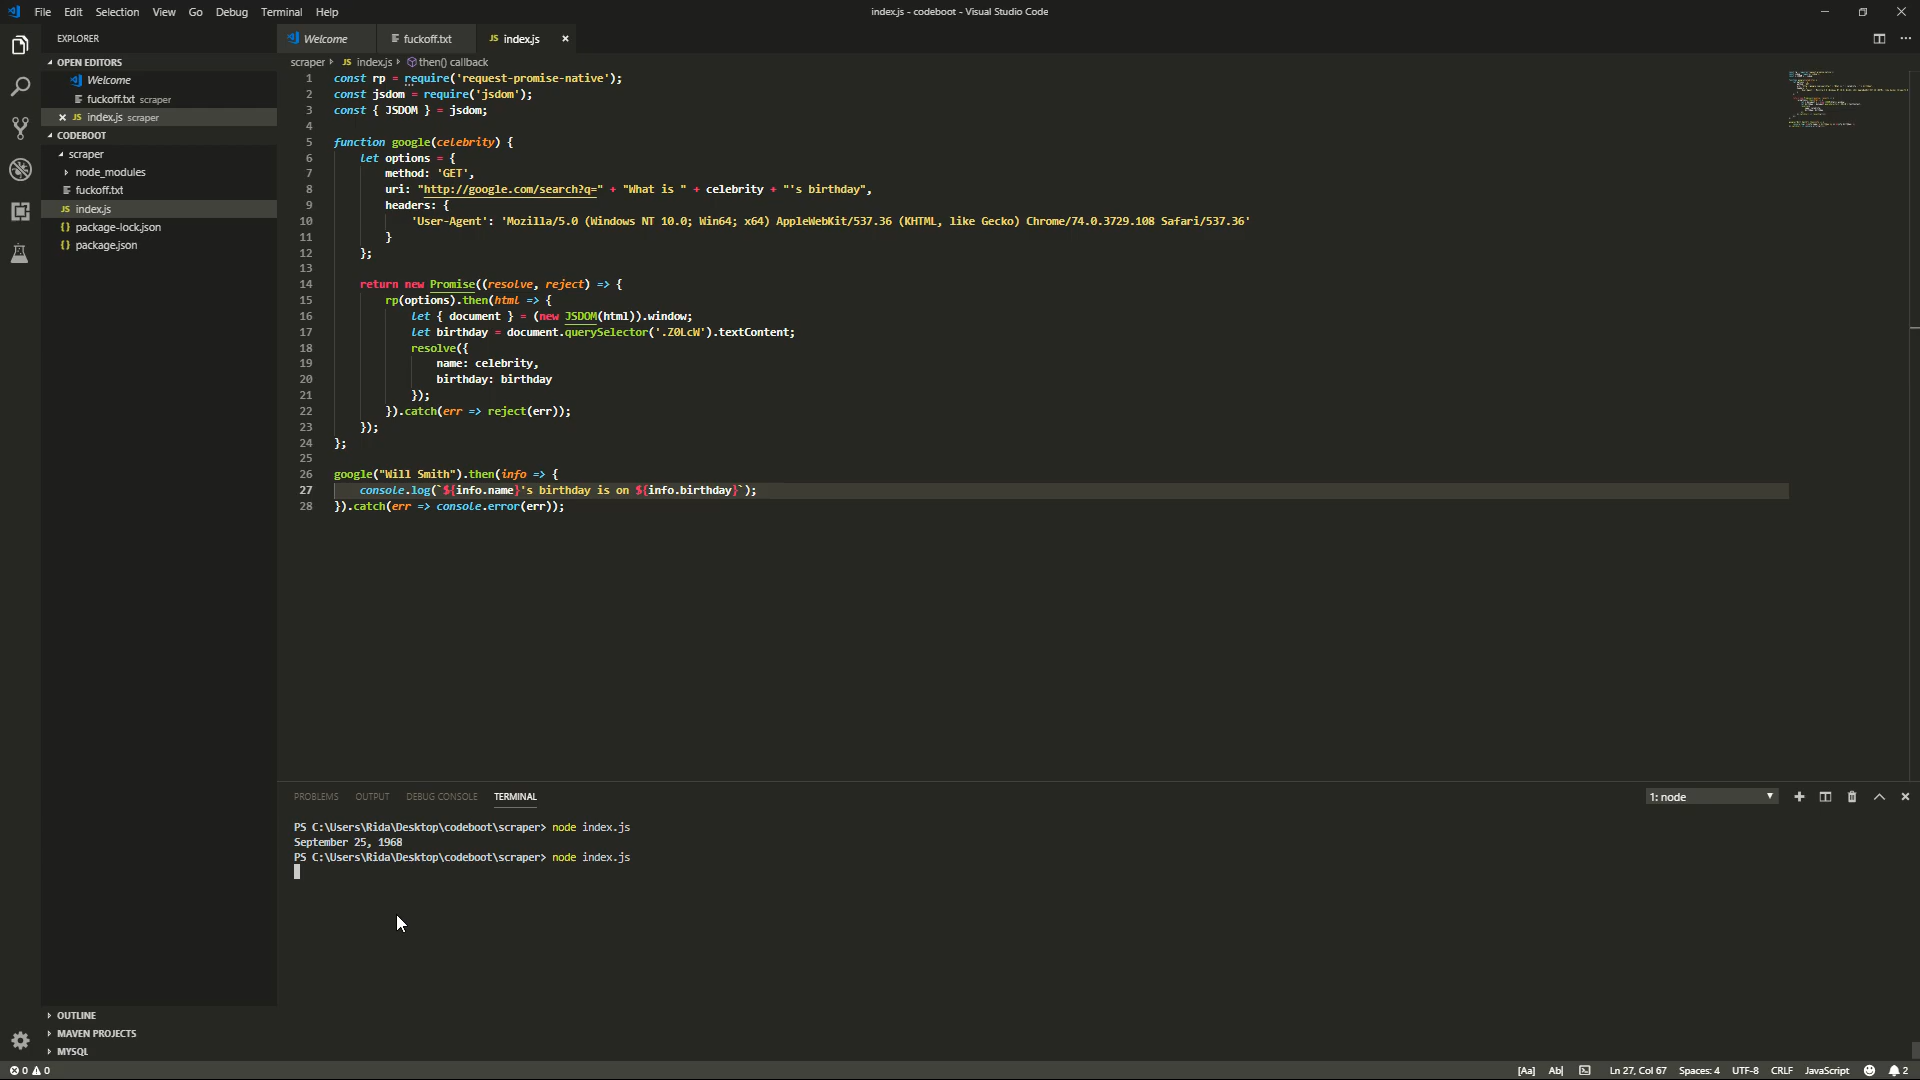 File Edit Selection View Go Debug Terminal Help
index.js - codeboot - Visual Studio Code
EXPLORER
OPEN EDITORS
Welcome
fuckoff.txt scraper
JS index.js scraper
CODEBOOT
scraper
node_modules
fuckoff.txt
JS index.js
{} package-lock.json
{} package.json
OUTLINE
MAVEN PROJECTS
MYSQL
Welcome fuckoff.txt JS index.js
scraper JS index.js then() callback
1 const rp = require('request-promise-native');
2 const jsdom = require('jsdom');
3 const { JSDOM } = jsdom;
4
5 function google(celebrity) {
6 let options = {
7 method: 'GET',
8 uri: "http://google.com/search?q=" + "What is " + celebrity + "'s birthday",
9 headers: {
10 'User-Agent': 'Mozilla/5.0 (Windows NT 10.0; Win64; x64) AppleWebKit/537.36 (KHTML, like Gecko) Chrome/74.0.3729.108 Safari/537.36'
11 }
12 };
13
14 return new Promise((resolve, reject) => {
15 rp(options).then(html => {
16 let { document } = (new JSDOM(html)).window;
17 let birthday = document.querySelector('.Z0LcW').textContent;
18 resolve({
19 name: celebrity,
20 birthday: birthday
21 });
22 }).catch(err => reject(err));
23 });
24 };
25
26 google("Will Smith").then(info => {
27 console.log(`${info.name}'s birthday is on ${info.birthday}`);
28 }).catch(err => console.error(err));
PROBLEMS OUTPUT DEBUG CONSOLE TERMINAL
1: node
PS C:\Users\Rida\Desktop\codeboot\scraper> node index.js
September 25, 1968
PS C:\Users\Rida\Desktop\codeboot\scraper> node index.js
0 0
[Aa] Ab| Ln 27, Col 67 Spaces: 4 UTF-8 CRLF JavaScript 2